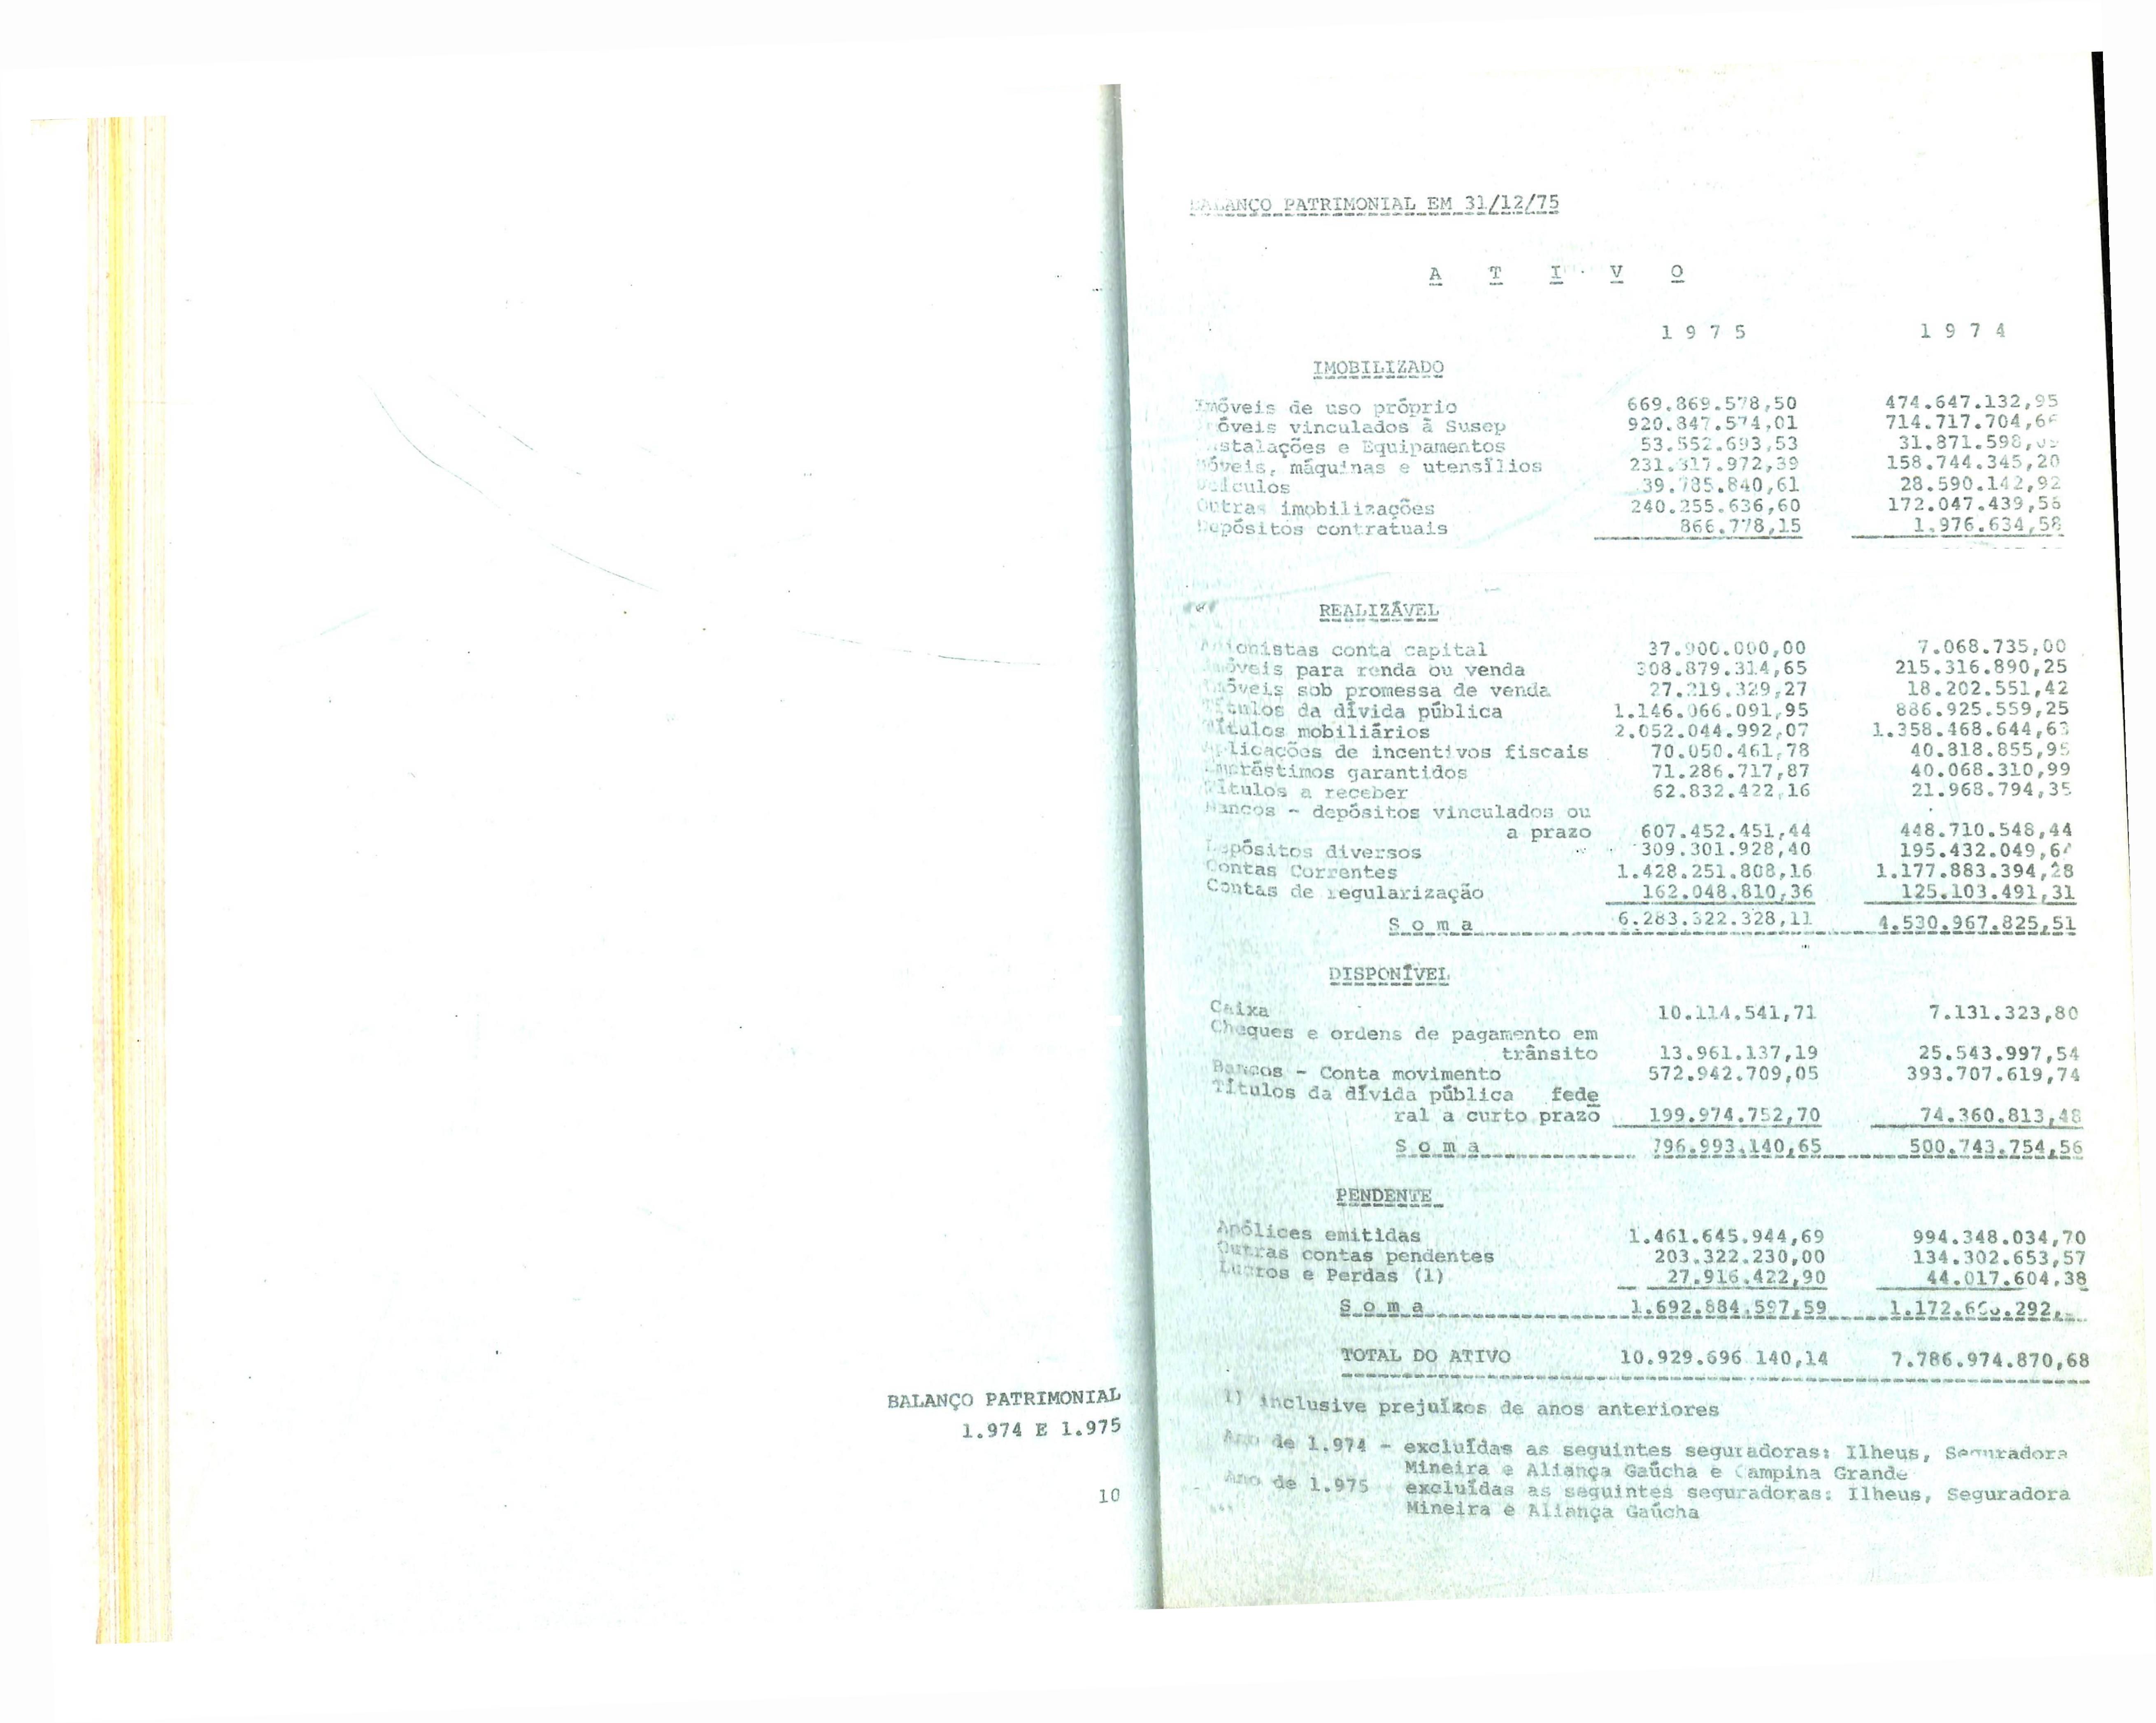 BALANÇO PATRIMONIAL
1.974 E 1.975
10
BALANÇO PATRIMONIAL EM 31/12/75
A T I V O
1 9 7 5 1 9 7 4
IMOBILIZADO
Imóveis de uso próprio 669.869.578,50 474.647.132,95
Imóveis vinculados à Susep 920.847.574,01 714.717.704,66
Instalações e Equipamentos 53.552.693,53
Móveis, máquinas e utensílios 231.317.972,39 158.744.345,20
Veículos 39.785.840,61 28.590.142,92
Outras imobilizações 240.255.636,60 172.047.439,56
Depósitos contratuais 866.778,15 1.976.634,58
REALIZÁVEL
Acionistas conta capital 37.900.000,00 7.068.735,00
Imóveis para renda ou venda 308.879.314,65 215.316.890,25
Imóveis sob promessa de venda 27.219.329,27 18.202.551,42
Títulos da dívida pública 1.146.066.091,95 886.925.559,25
Títulos mobiliários 2.052.044.992,07 1.358.468.644,63
Aplicações de incentivos fiscais 70.050.461,78 40.818.855,95
Empréstimos garantidos 71.286.717,87 40.068.310,99
Títulos a receber 62.832.422,16 21.968.794,35
Bancos - depósitos vinculados ou
a prazo 607.452.451,44 448.710.548,44
Depósitos diversos 309.301.928,40
Contas Correntes 1.428.251.808,16 1.177.883.394,28
Contas de regularização 162.048.810,36 125.103.491,31
S o m a 6.283.322.328,11 4.530.967.825,51
DISPONÍVEL
Caixa 10.114.541,71 7.131.323,80
Cheques e ordens de pagamento em
trânsito 13.961.137,19 25.543.997,54
Bancos - Conta movimento 572.942.709,05 393.707.619,74
Títulos da dívida pública fede
ral a curto prazo 199.974.752,70 74.360.813,48
S o m a 796.993.140,65 500.743.754,56
PENDENTE
Apólices emitidas 1.461.645.944,69 994.348.034,70
Outras contas pendentes 203.322.230,00 134.302.653,57
Lucros e Perdas (1) 27.916.422,90 44.017.604,38
S o m a 1.692.884.597,59
TOTAL DO ATIVO 10.929.696 140,14 7.786.974.870,68
1) inclusive prejuízos de anos anteriores
Ano de 1.974 - excluídas as seguintes seguradoras: Ilheus, Seguradora
Mineira e Aliança Gaúcha e Campina Grande
Ano de 1.975 excluídas as seguintes seguradoras: Ilheus, Seguradora
Mineira e Aliança Gaúcha